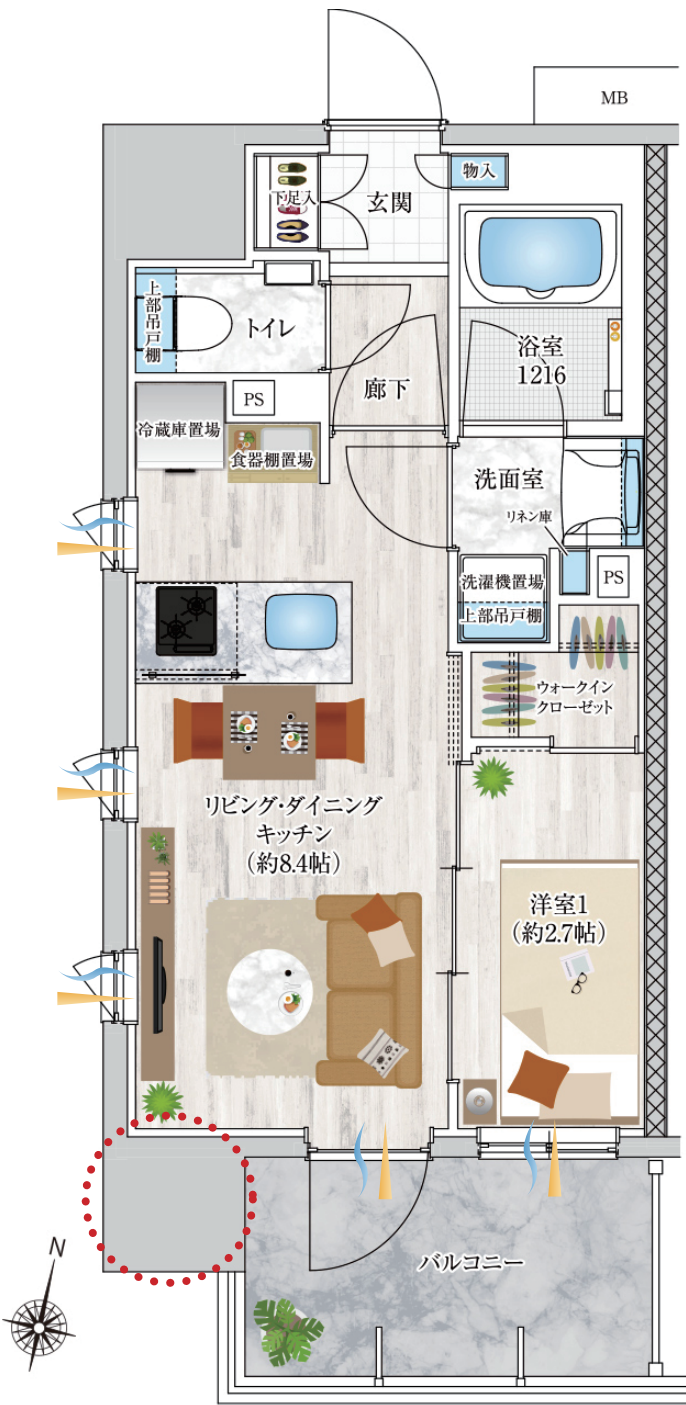 MB
物入
下足入
玄関
上部吊戸棚
トイレ
浴室
1216
廊下
PS
冷蔵庫置場
食器棚置場
洗面室
リネン庫
洗濯機置場
上部吊戸棚
PS
ウォークイン
クローゼット
リビング・ダイニング
キッチン
（約8.4帖）
洋室1
（約2.7帖）
バルコニー
N